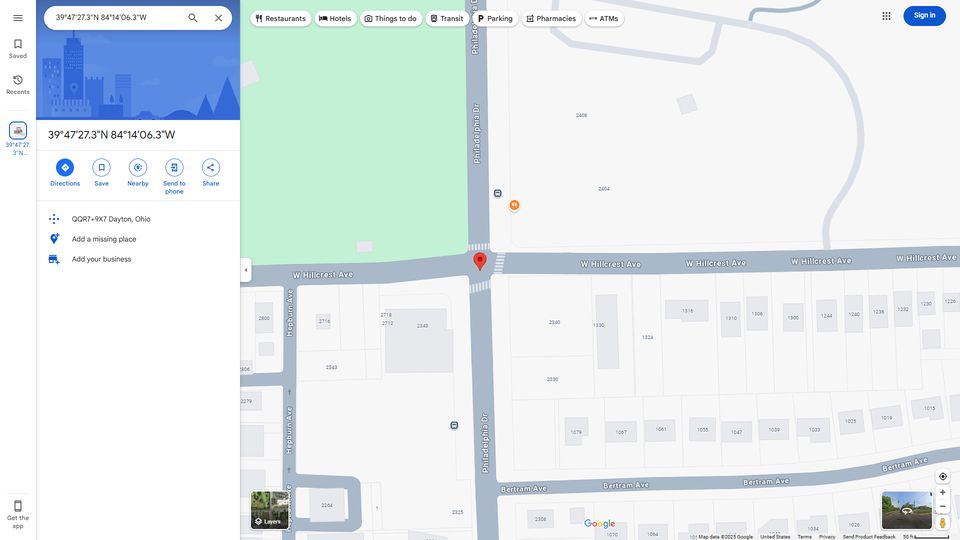 39°47'27.3"N 84°14'06.3"W
Restaurants
Hotels
Things to do
Transit
Parking
Pharmacies
ATMs
Sign in
Saved
Recents
39°47'27.
3"N...
39°47'27.3"N 84°14'06.3"W
Directions
Save
Nearby
Send to
phone
Share
QQR7+9X7 Dayton, Ohio
Add a missing place
Add your business
Get the
app
Layers
Philadelphia Dr
Philadelphia Dr
2408
2404
W Hillcrest Ave
W Hillcrest Ave
W Hillcrest Ave
W Hillcrest Ave
W Hillcrest Ave
Hepburn Ave
2800
2716
2718
2712
2343
2343
2340
1330
1324
1316
1310
1306
1300
1244
1240
1236
1232
1230
1226
2330
2279
Hepburn Ave
Philadelphia Dr
1079
1067
1061
1055
1047
1039
1033
1025
1019
1015
Bertram Ave
Bertram Ave
Bertram Ave
Bertram Ave
2264
2325
2308
1070
1064
1056
1034
1026
Google
Map data ©2025 Google
United States
Terms
Privacy
Send Product Feedback
50 ft